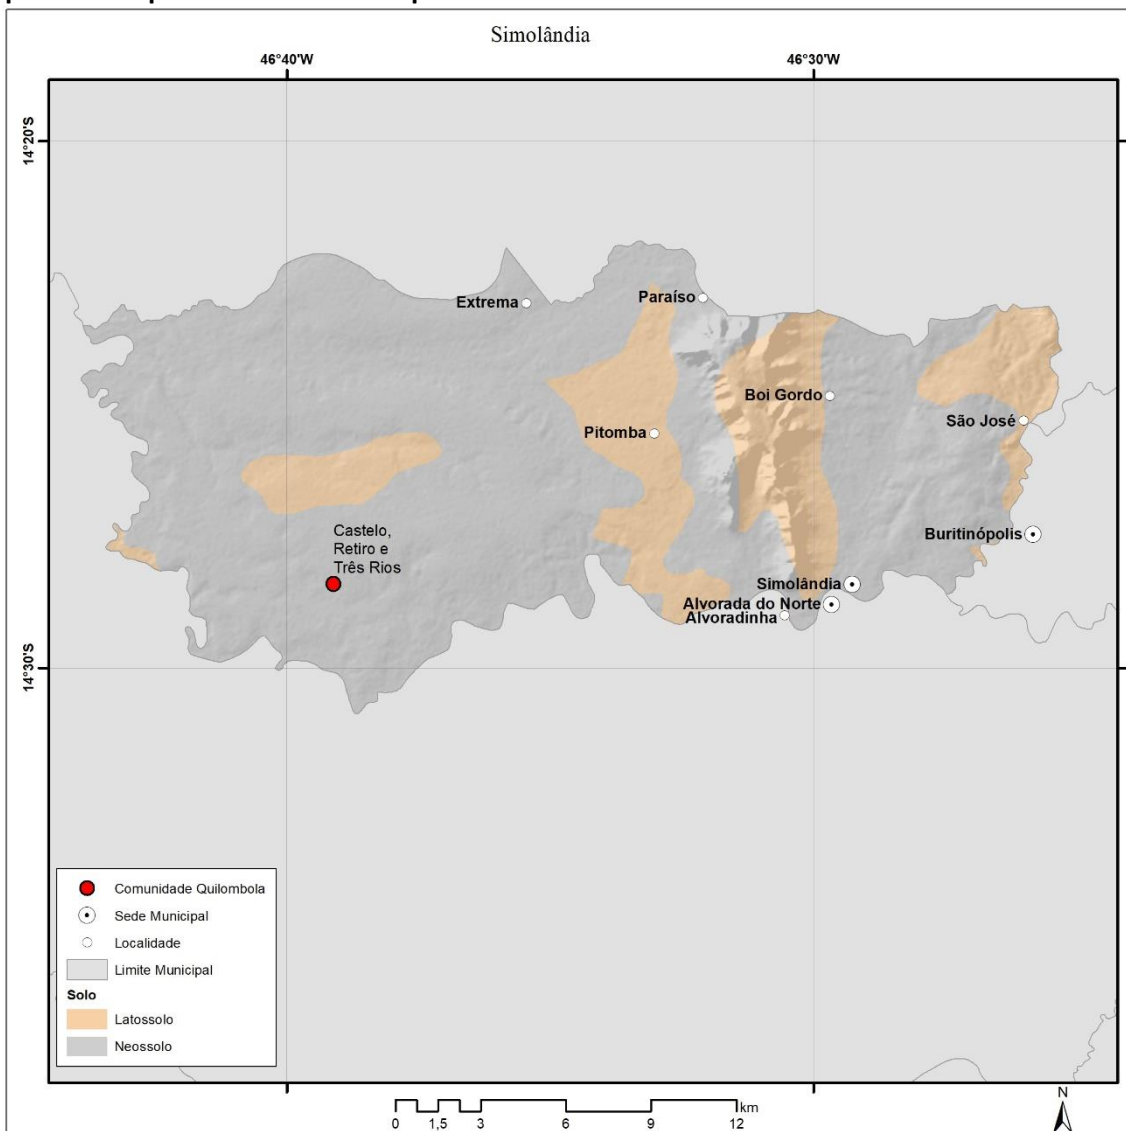 Simolândia
46°40'W
46°30'W
14°20'S
Extrema
Paraíso
Boi Gordo
São José
Pitomba
Castelo,
Retiro e
Três Rios
Buritinópolis
Simolândia
Alvorada do Norte
Alvoradinha
14°30'S
Comunidade Quilombola
Sede Municipal
Localidade
Limite Municipal
Solo
Latossolo
Neossolo
km
0 1,5 3 6 9 12
N